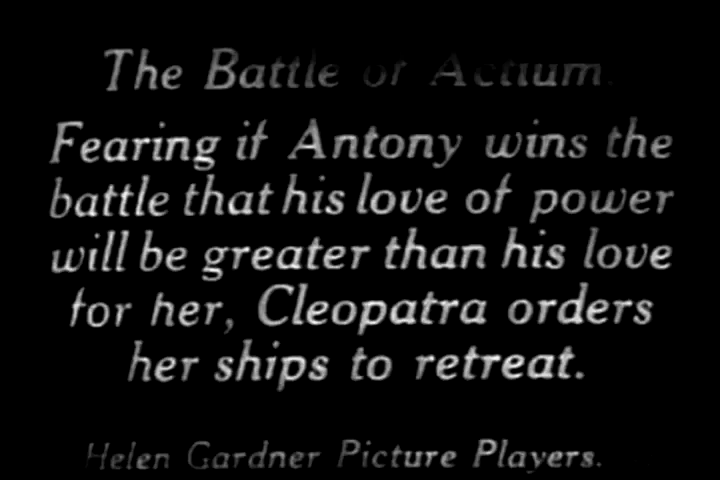 The Battle of Actium.
Fearing if Antony wins the
battle that his love of power
will be greater than his love
for her, Cleopatra orders
her ships to retreat.
Helen Gardner Picture Players.